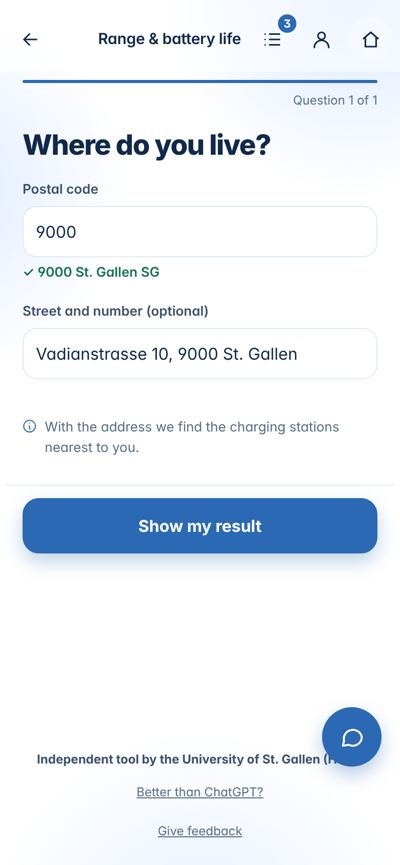 Range & battery life
3
Question 1 of 1
Where do you live?
Postal code
9000
✓ 9000 St. Gallen SG
Street and number (optional)
Vadianstrasse 10, 9000 St. Gallen
With the address we find the charging stations
nearest to you.
Show my result
Independent tool by the University of St. Gallen
Better than ChatGPT?
Give feedback